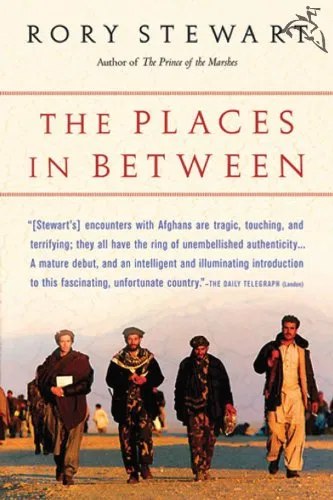 RORY STEWART
Author of The Prince of the Marshes
THE PLACES
IN BETWEEN
“[Stewart's] encounters with Afghans are tragic, touching, and
terrifying; they all have the ring of unembellished authenticity...
A mature debut, and an intelligent and illuminating introduction
to this fascinating, unfortunate country.”–THE DAILY TELEGRAPH (London)